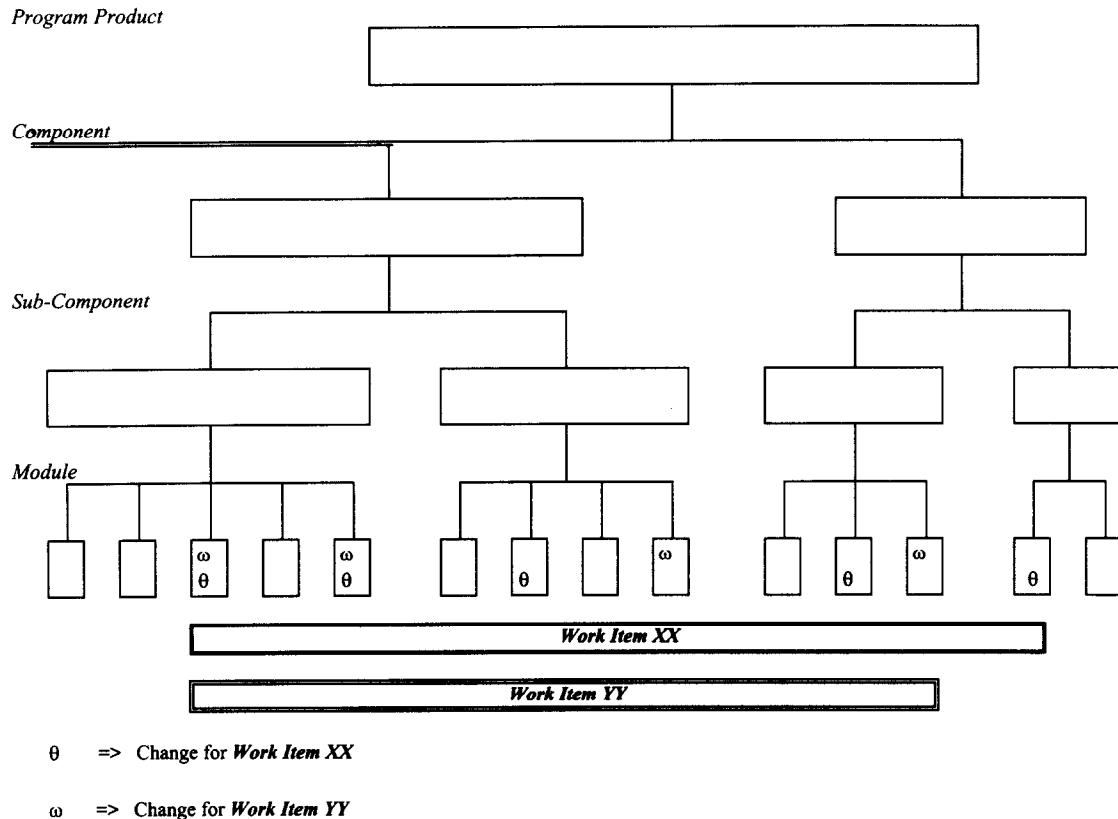 Program Product
Component
Sub-Component
Module
ω ω
θ θ θ ω θ ω θ
Work Item XX
Work Item YY
θ => Change for Work Item XX
ω => Change for Work Item YY